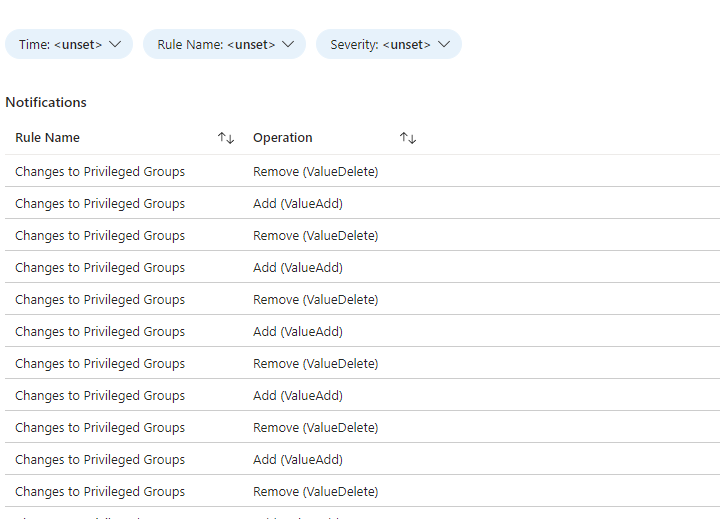 Time: <unset> Rule Name: <unset> Severity: <unset>
Notifications
Rule Name Operation
Changes to Privileged Groups Remove (ValueDelete)
Changes to Privileged Groups Add (ValueAdd)
Changes to Privileged Groups Remove (ValueDelete)
Changes to Privileged Groups Add (ValueAdd)
Changes to Privileged Groups Remove (ValueDelete)
Changes to Privileged Groups Add (ValueAdd)
Changes to Privileged Groups Remove (ValueDelete)
Changes to Privileged Groups Add (ValueAdd)
Changes to Privileged Groups Remove (ValueDelete)
Changes to Privileged Groups Add (ValueAdd)
Changes to Privileged Groups Remove (ValueDelete)